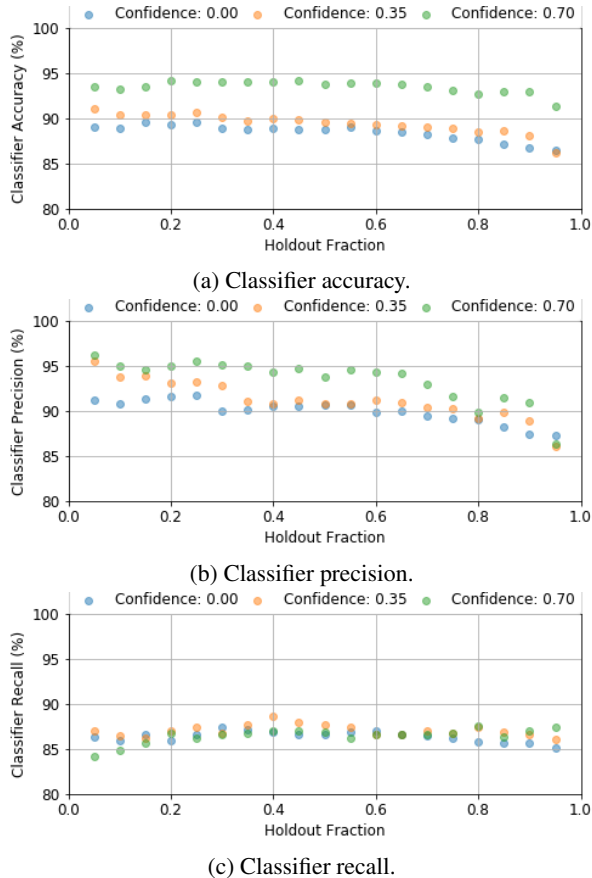 Confidence: 0.00 Confidence: 0.35 Confidence: 0.70
100
95
90
85
80
Classifier Accuracy (%)
0.0 0.2 0.4 0.6 0.8 1.0
Holdout Fraction
(a) Classifier accuracy.
Confidence: 0.00 Confidence: 0.35 Confidence: 0.70
100
95
90
85
80
Classifier Precision (%)
0.0 0.2 0.4 0.6 0.8 1.0
Holdout Fraction
(b) Classifier precision.
Confidence: 0.00 Confidence: 0.35 Confidence: 0.70
100
95
90
85
80
Classifier Recall (%)
0.0 0.2 0.4 0.6 0.8 1.0
Holdout Fraction
(c) Classifier recall.